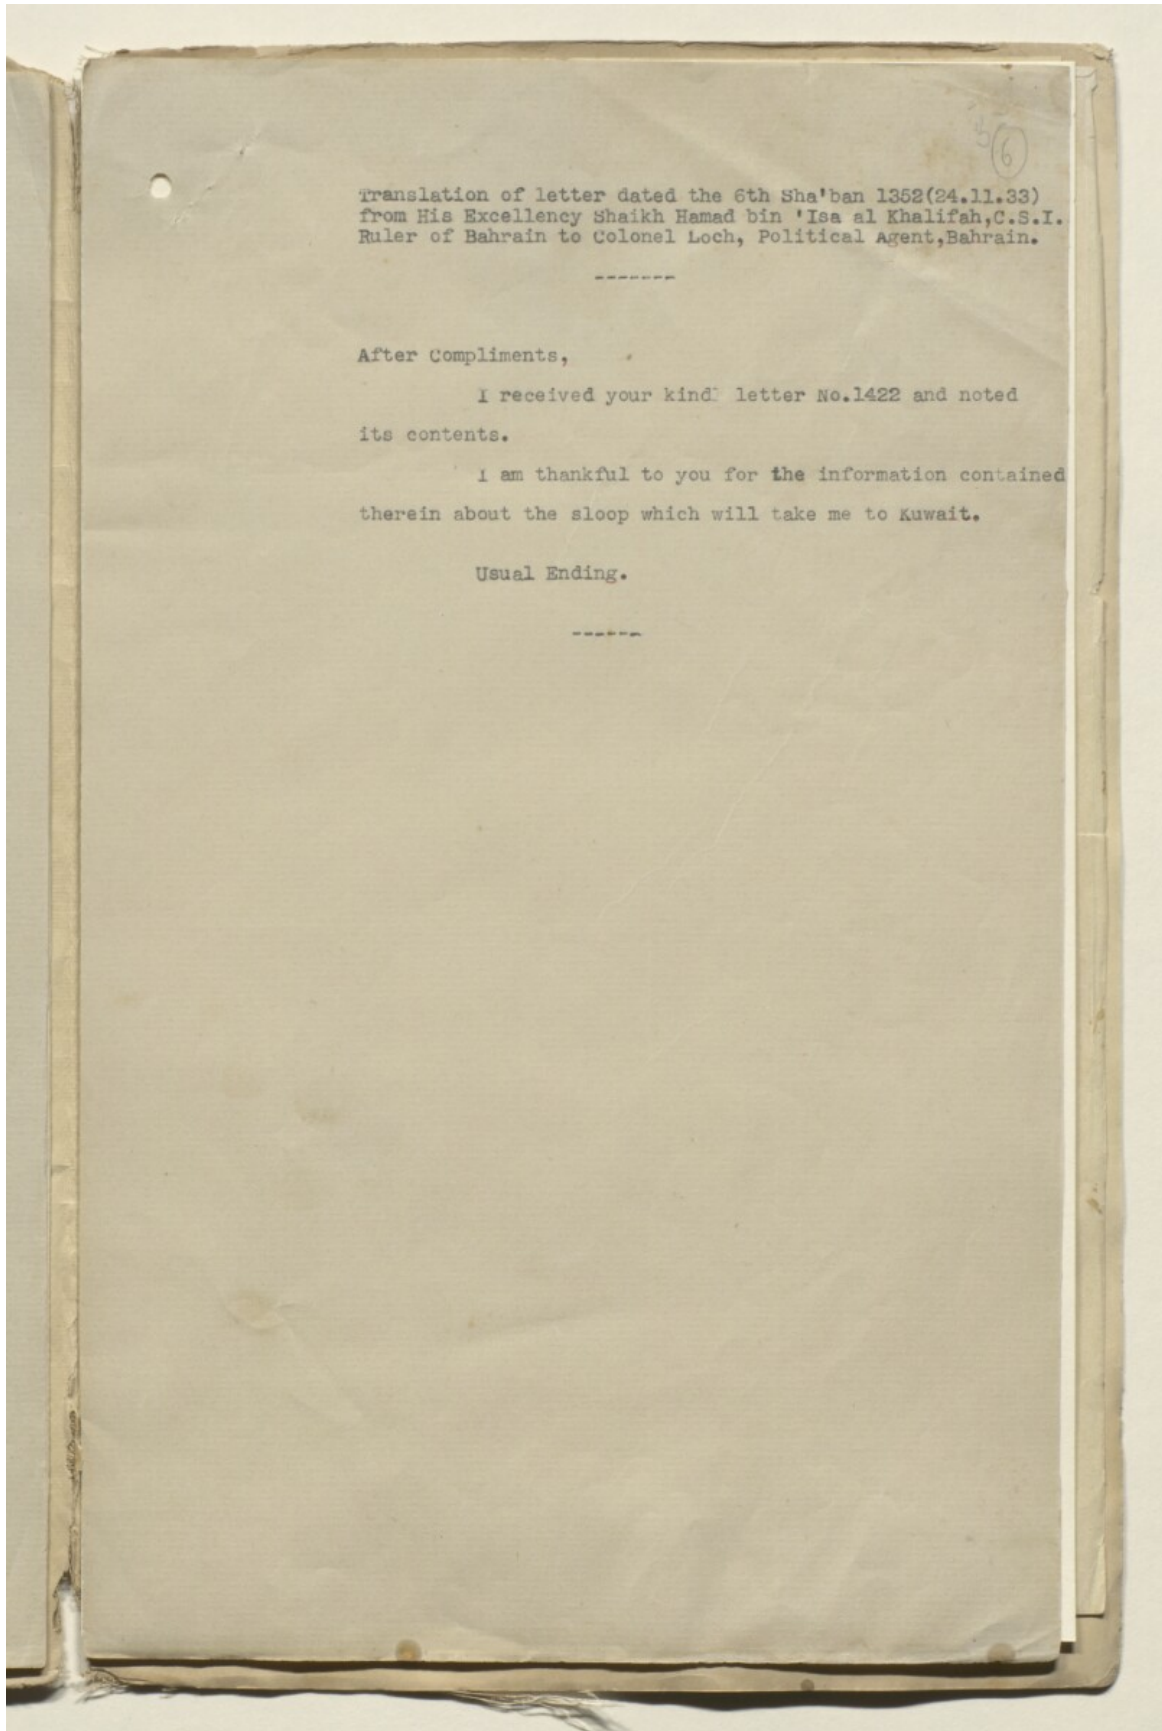 6
Translation of letter dated the 6th Sha'ban 1352(24.11.33)
from His Excellency Shaikh Hamad bin 'Isa al Khalifah,C.S.I.
Ruler of Bahrain to Colonel Loch, Political Agent,Bahrain.
-------
After Compliments,
I received your kind letter No.1422 and noted
its contents.
I am thankful to you for the information contained
therein about the sloop which will take me to Kuwait.
Usual Ending.
------